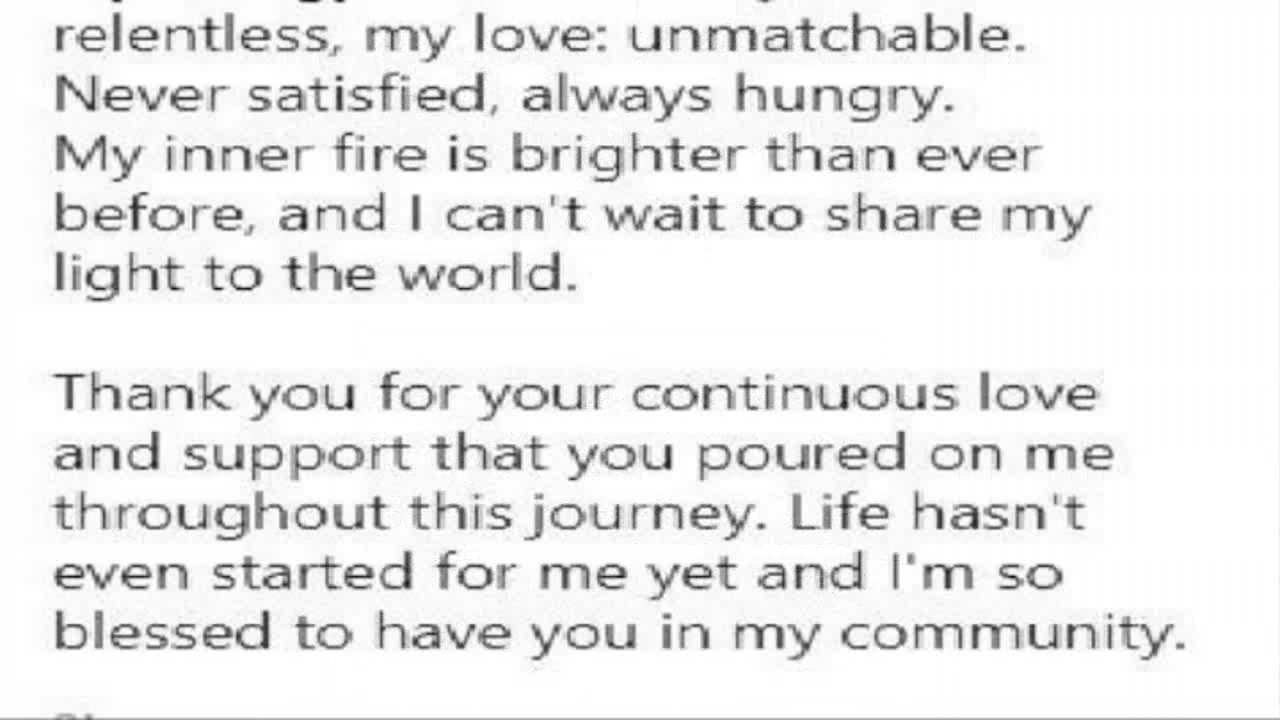 relentless, my love: unmatchable.
Never satisfied, always hungry.
My inner fire is brighter than ever
before, and I can't wait to share my
light to the world.
Thank you for your continuous love
and support that you poured on me
throughout this journey. Life hasn't
even started for me yet and I'm so
blessed to have you in my community.